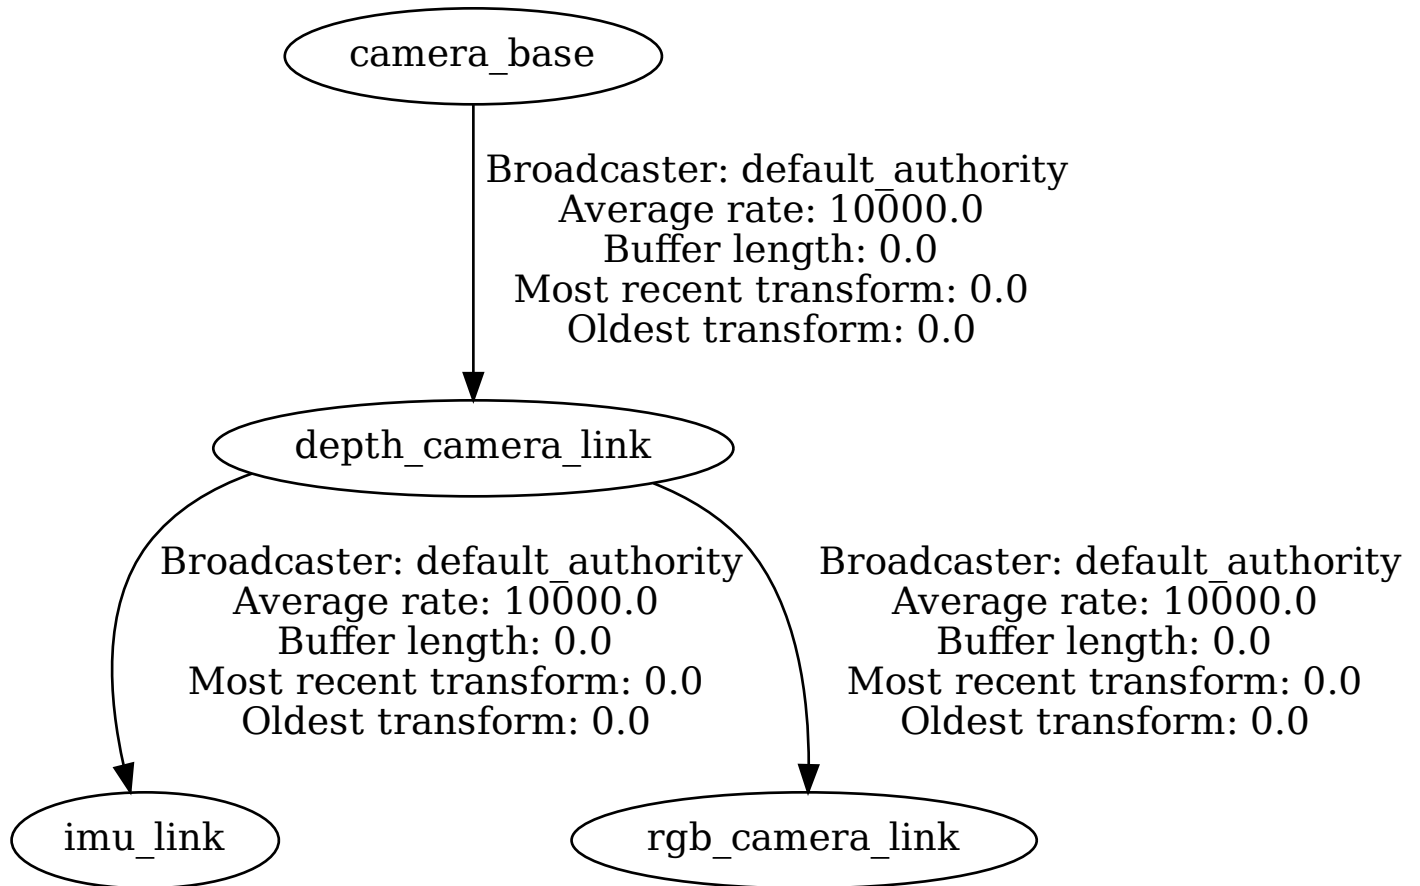 camera_base
Broadcaster: default_authority
Average rate: 10000.0
Buffer length: 0.0
Most recent transform: 0.0
Oldest transform: 0.0
depth_camera_link
Broadcaster: default_authority
Average rate: 10000.0
Buffer length: 0.0
Most recent transform: 0.0
Oldest transform: 0.0
Broadcaster: default_authority
Average rate: 10000.0
Buffer length: 0.0
Most recent transform: 0.0
Oldest transform: 0.0
imu_link
rgb_camera_link